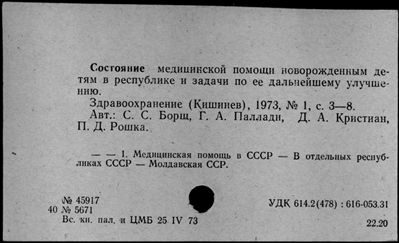 Состояние медицинской помощи новорожденным де-
тям в республике и задачи по ее дальнейшему улучше-
нию.
Здравоохранение (Кишинев), 1973, № 1, с. 3—8.
Авт.: С. С. Борщ, Г. А. Паллади, Д. А. Кристиан,
П. Д. Рошка.
— — 1. Медицинская помощь в СССР — В отдельных респуб-
ликах СССР — Молдавская ССР.
№ 45917
40 № 5671
УДК 614.2(478) : 616-053.31
Вс. кн. пал. и ЦМБ 25 IV 73
22.20